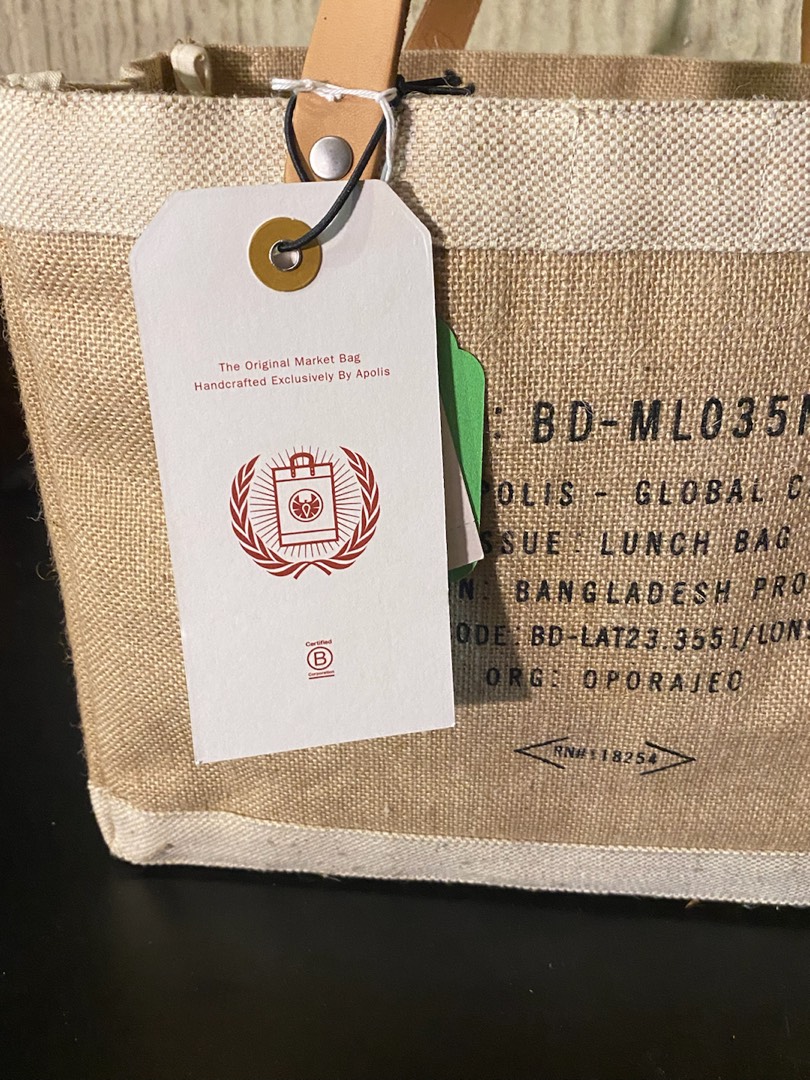 The Original Market Bag
Handcrafted Exclusively By Apolis
Certified
B
Corporation
: BD-ML035
POLIS - GLOBAL C
SSUE: LUNCH BAG
N: BANGLADESH PRO
ODE: BD-LAT23.3551/LON
ORG: OPORAJEO
RN#118254